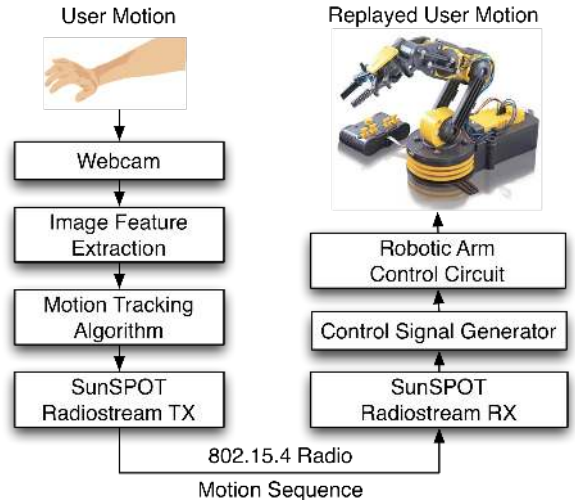 User Motion
Webcam
Image Feature
Extraction
Motion Tracking
Algorithm
SunSPOT
Radiostream TX
802.15.4 Radio
Motion Sequence
Replayed User Motion
Robotic Arm
Control Circuit
Control Signal Generator
SunSPOT
Radiostream RX